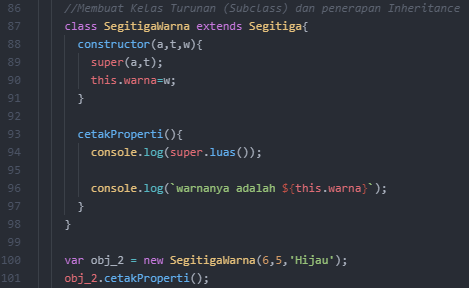 86 //Membuat Kelas Turunan (Subclass) dan penerapan Inheritance
87 class SegitigaWarna extends Segitiga{
88 constructor(a,t,w){
89 super(a,t);
90 this.warna=w;
91 }
92
93 cetakProperti(){
94 console.log(super.luas());
95
96 console.log(`warnanya adalah ${this.warna}`);
97 }
98 }
99
100 var obj_2 = new SegitigaWarna(6,5,'Hijau');
101 obj_2.cetakProperti();